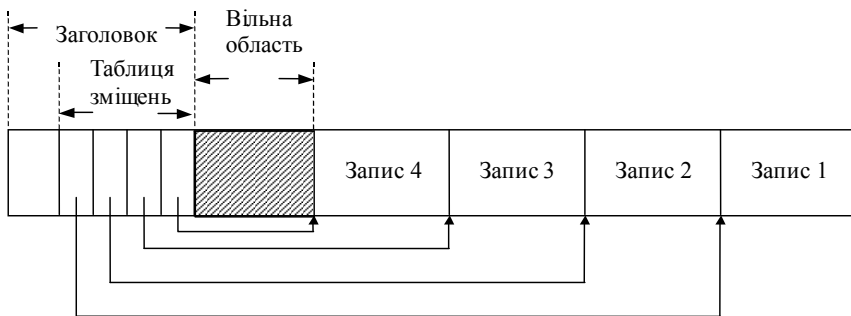 Заголовок
Вільна
область
Таблиця
зміщень
Запис 4
Запис 3
Запис 2
Запис 1